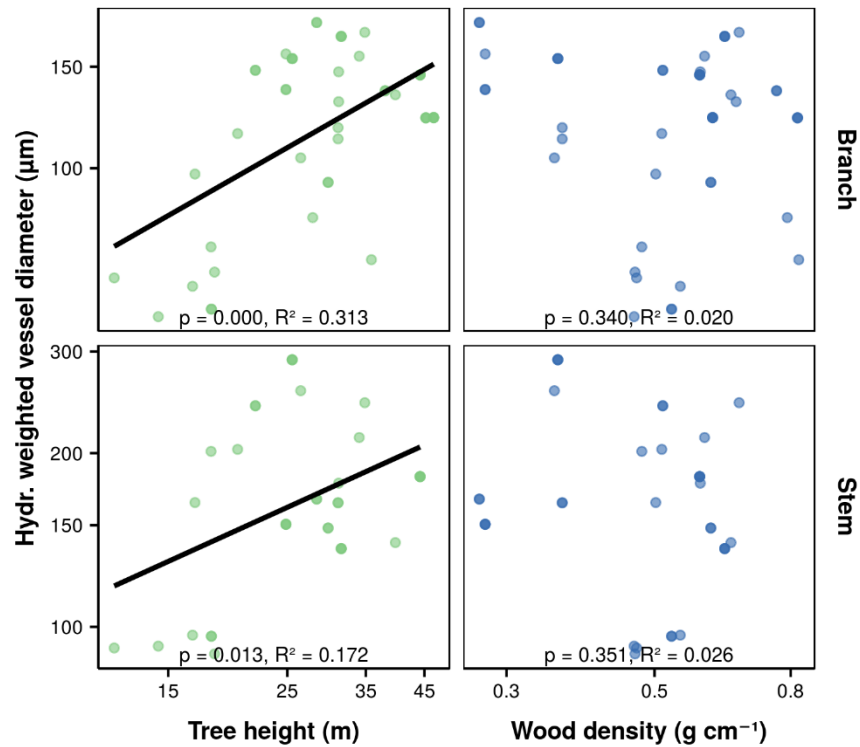 Hydr. weighted vessel diameter (µm)
150
100
p = 0.000, R² = 0.313
p = 0.340, R² = 0.020
Branch
300
200
150
100
p = 0.013, R² = 0.172
p = 0.351, R² = 0.026
Stem
15
25
35
45
0.3
0.5
0.8
Tree height (m)
Wood density (g cm⁻¹)